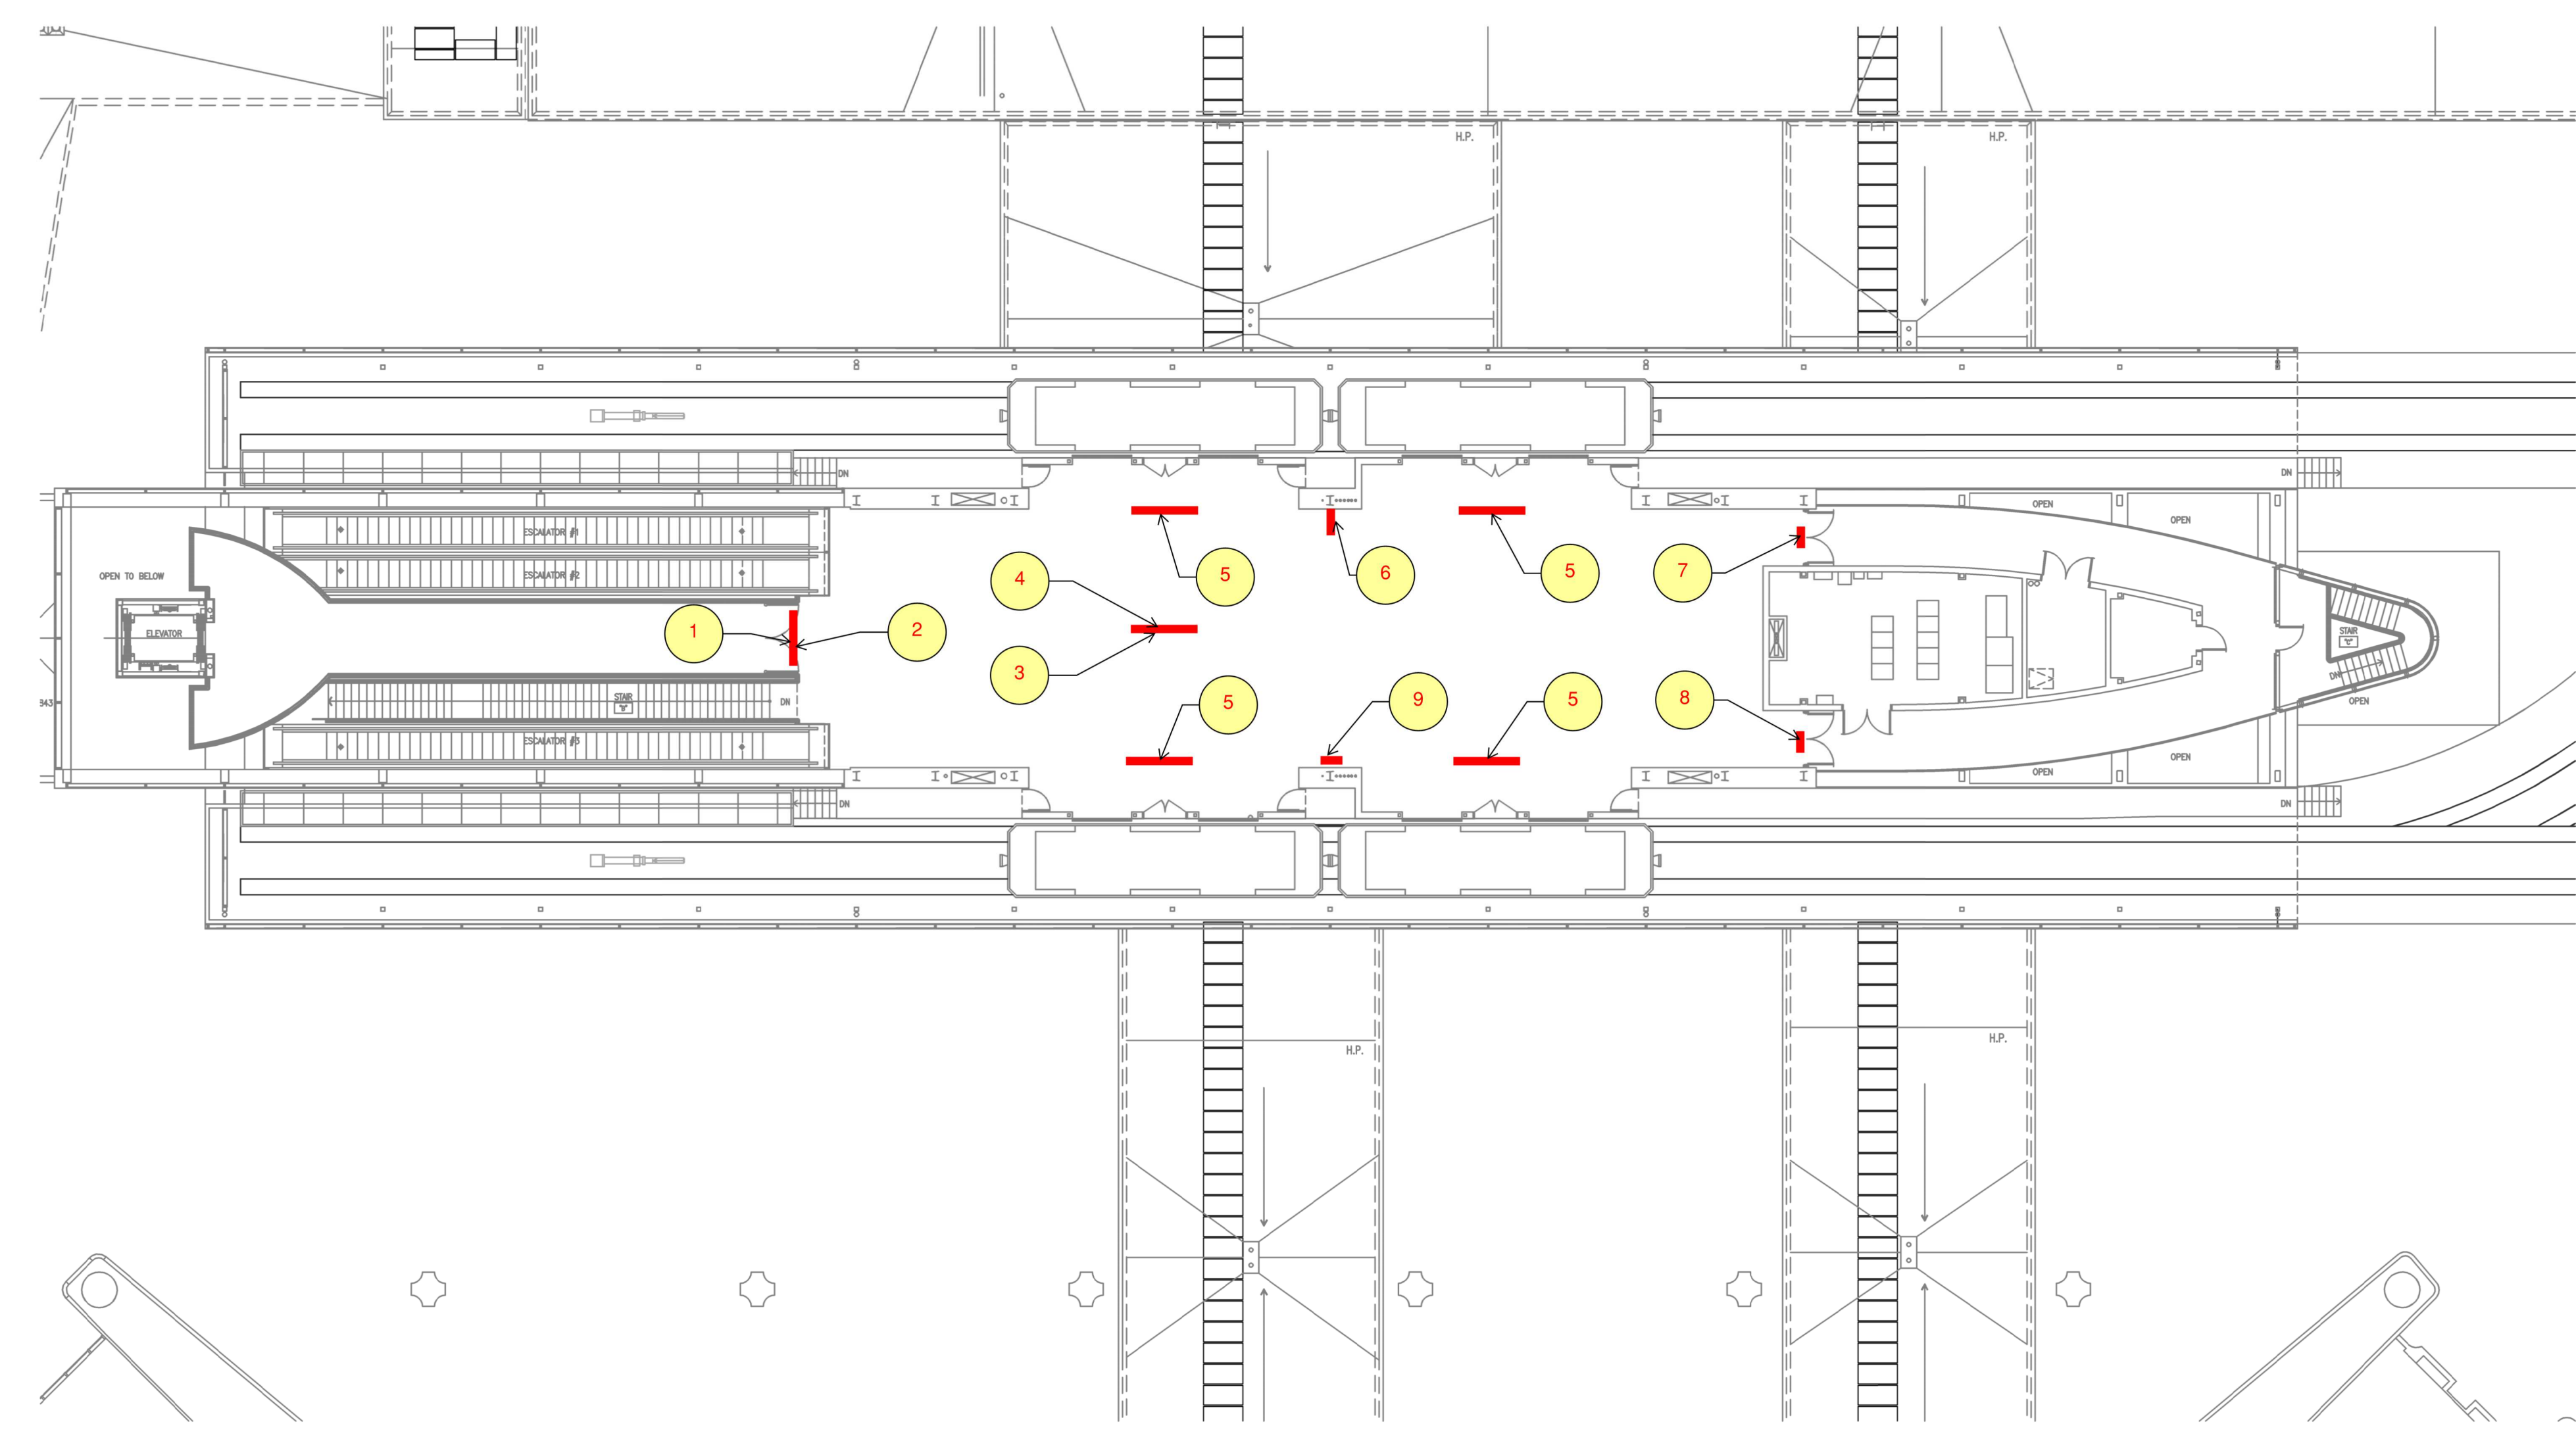 H.P.
H.P.
DN
DN
OPEN
OPEN
ESCALATOR #1
ESCALATOR #2
OPEN TO BELOW
ELEVATOR
1
2
4
3
5
6
5
7
5
9
5
8
STAIR
DN
STAIR
DN
OPEN
ESCALATOR #3
OPEN
OPEN
DN
DN
343
H.P.
H.P.